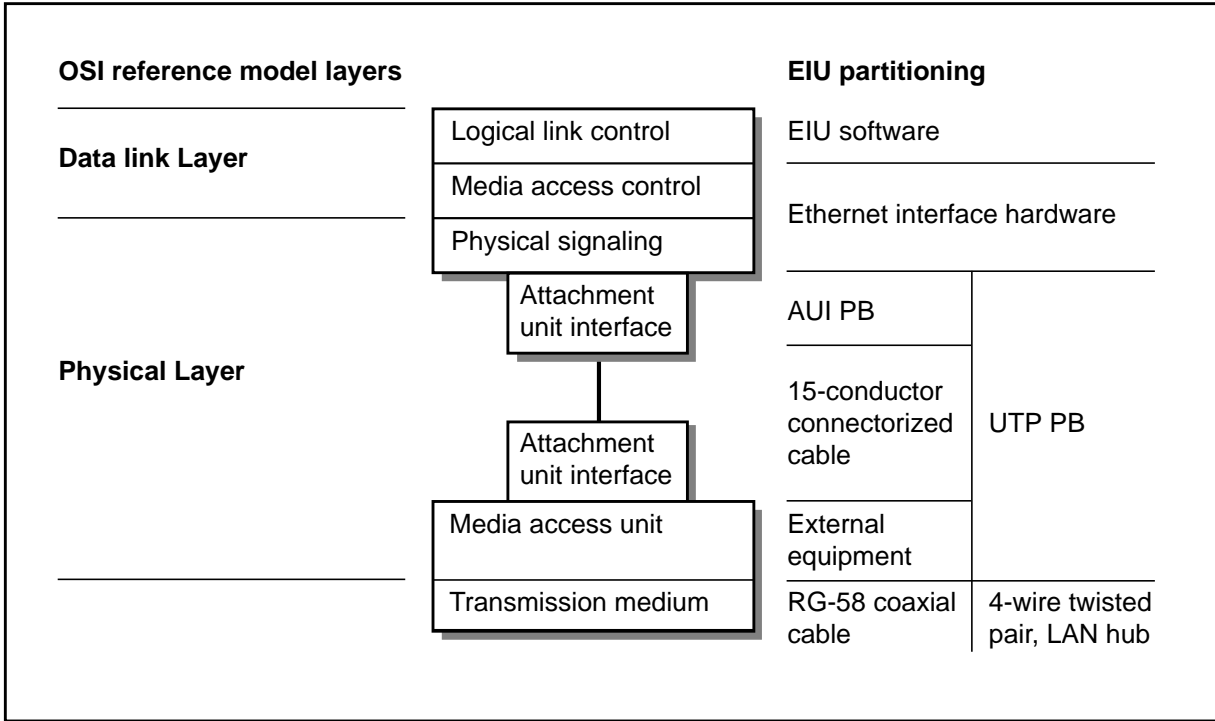 OSI reference model layers
EIU partitioning
Data link Layer
Logical link control
Media access control
Physical signaling
EIU software
Ethernet interface hardware
Physical Layer
Attachment
unit interface
Attachment
unit interface
Media access unit
Transmission medium
AUI PB
15-conductor
connectorized
cable
External
equipment
UTP PB
RG-58 coaxial
cable
4-wire twisted
pair, LAN hub